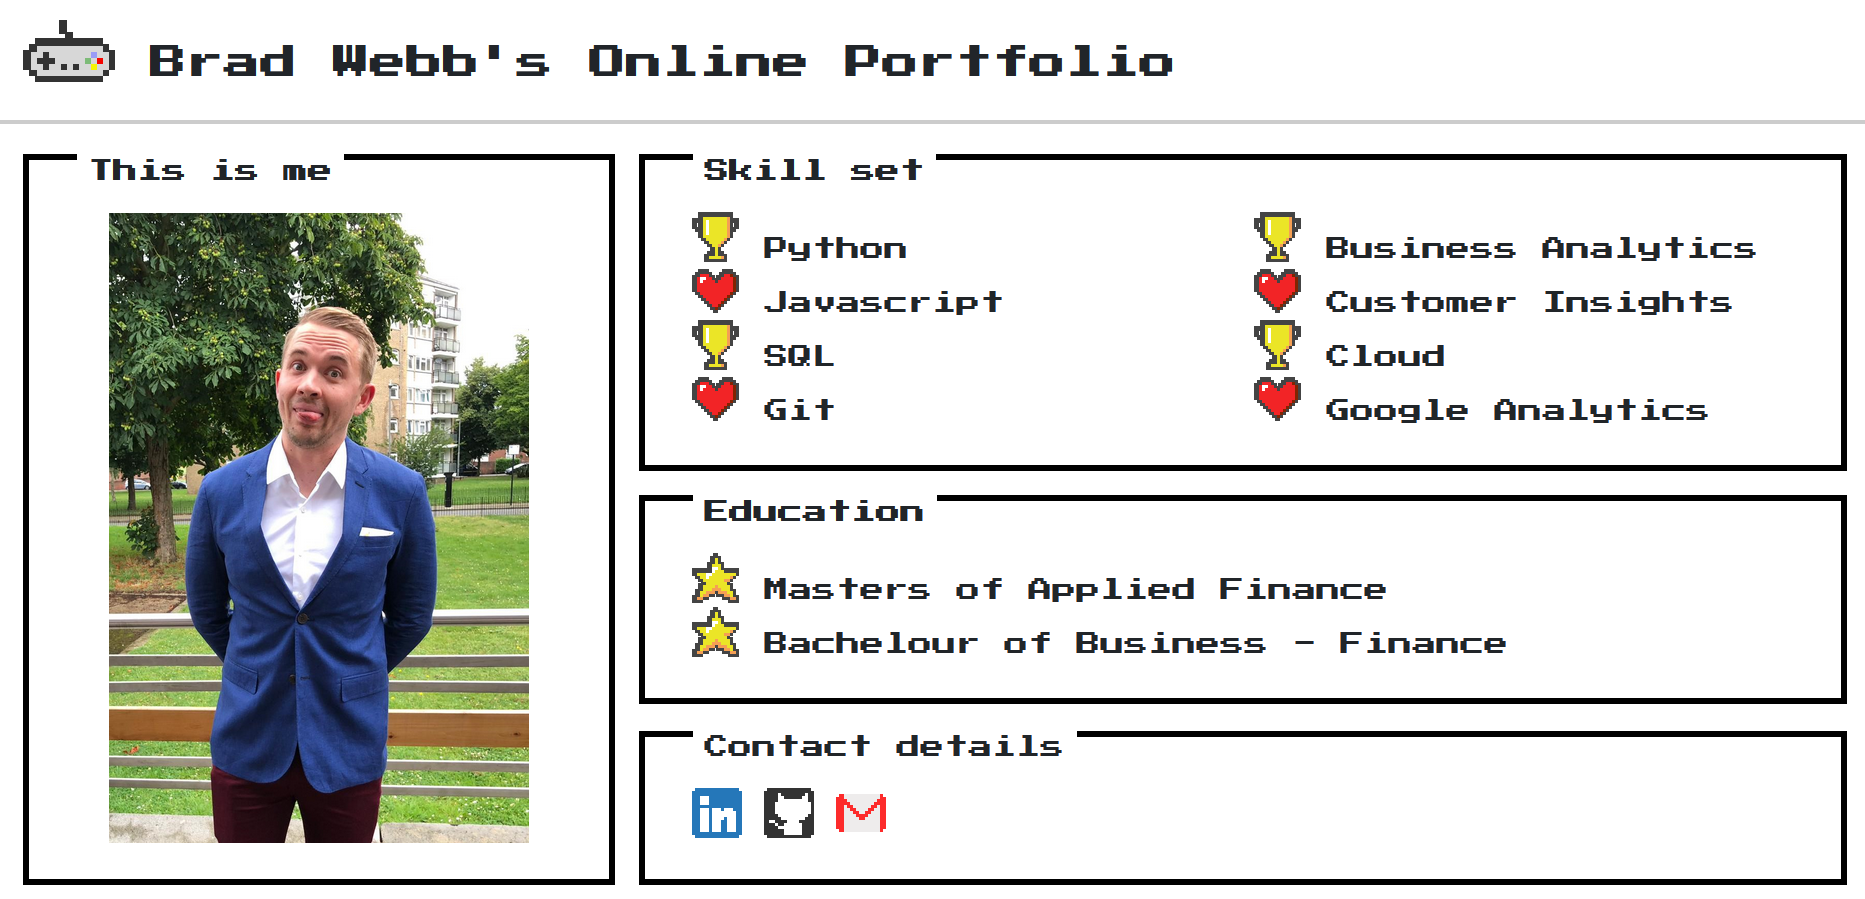 Brad Webb's Online Portfolio
This is me
Skill set
Python
Javascript
SQL
Git
Business Analytics
Customer Insights
Cloud
Google Analytics
Education
Masters of Applied Finance
Bachelour of Business - Finance
Contact details
in